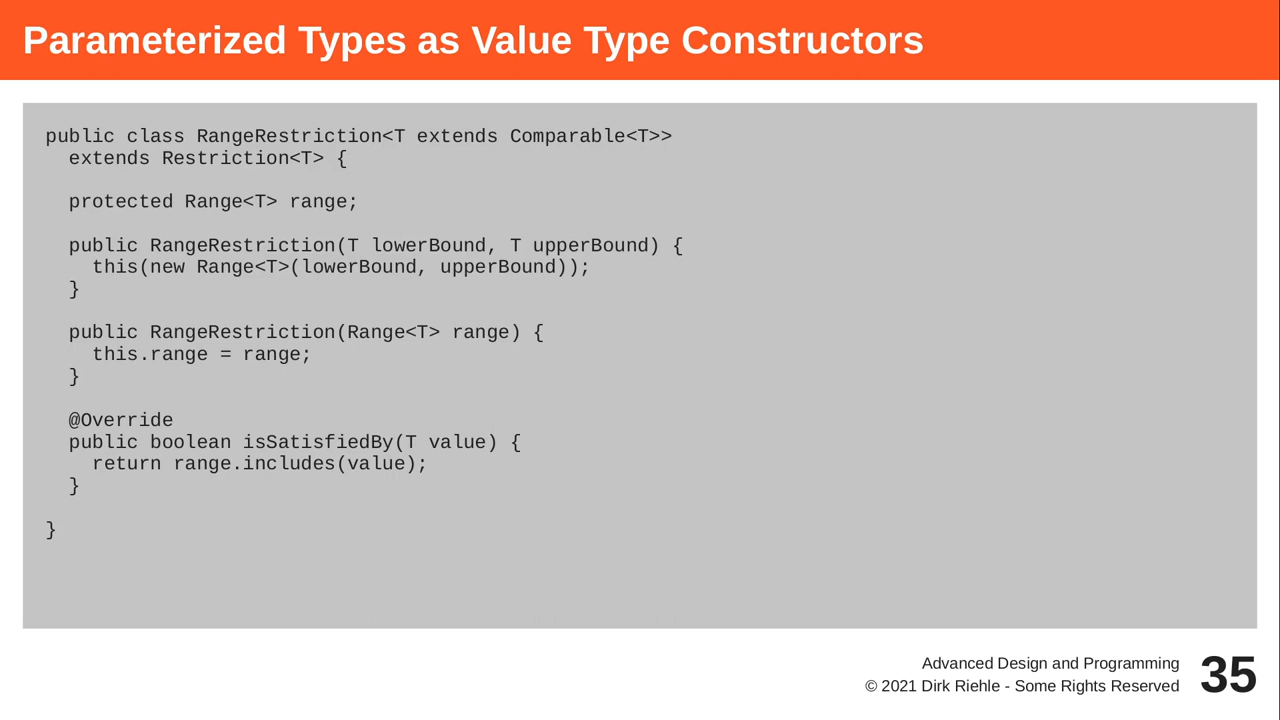 Parameterized Types as Value Type Constructors
public class RangeRestriction<T extends Comparable<T>>
  extends Restriction<T> {
  protected Range<T> range;
  public RangeRestriction(T lowerBound, T upperBound) {
    this(new Range<T>(lowerBound, upperBound));
  }
  public RangeRestriction(Range<T> range) {
    this.range = range;
  }
  @Override
  public boolean isSatisfiedBy(T value) {
    return range.includes(value);
  }
}
Advanced Design and Programming
© 2021 Dirk Riehle - Some Rights Reserved
35